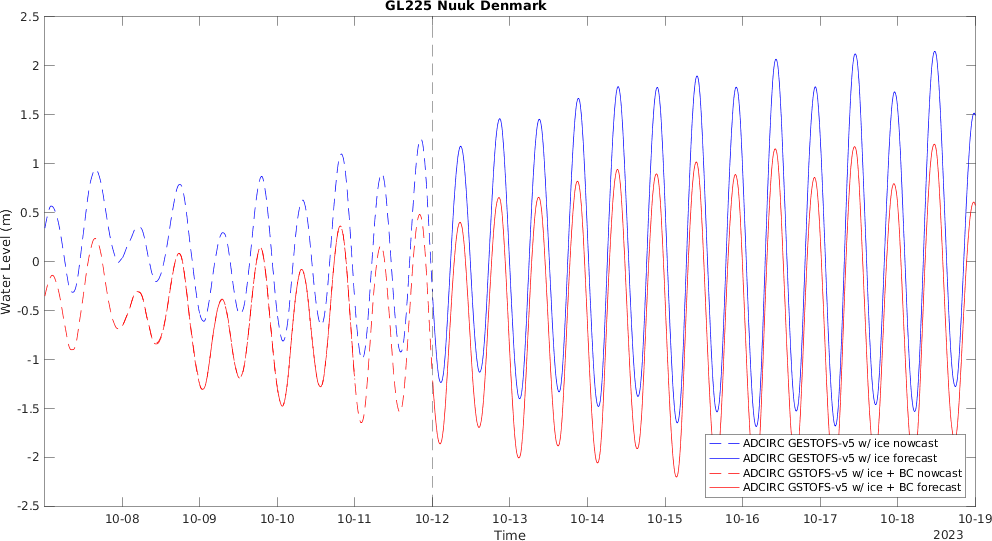 GL225 Nuuk Denmark
2.5
2
1.5
1
0.5
0
-0.5
-1
-1.5
-2
-2.5
Water Level (m)
ADCIRC GESTOFS-v5 w/ ice nowcast
ADCIRC GESTOFS-v5 w/ ice forecast
ADCIRC GSTOFS-v5 w/ ice + BC nowcast
ADCIRC GSTOFS-v5 w/ ice + BC forecast
10-08 10-09 10-10 10-11 10-12 10-13 10-14 10-15 10-16 10-17 10-18 10-19
Time
2023